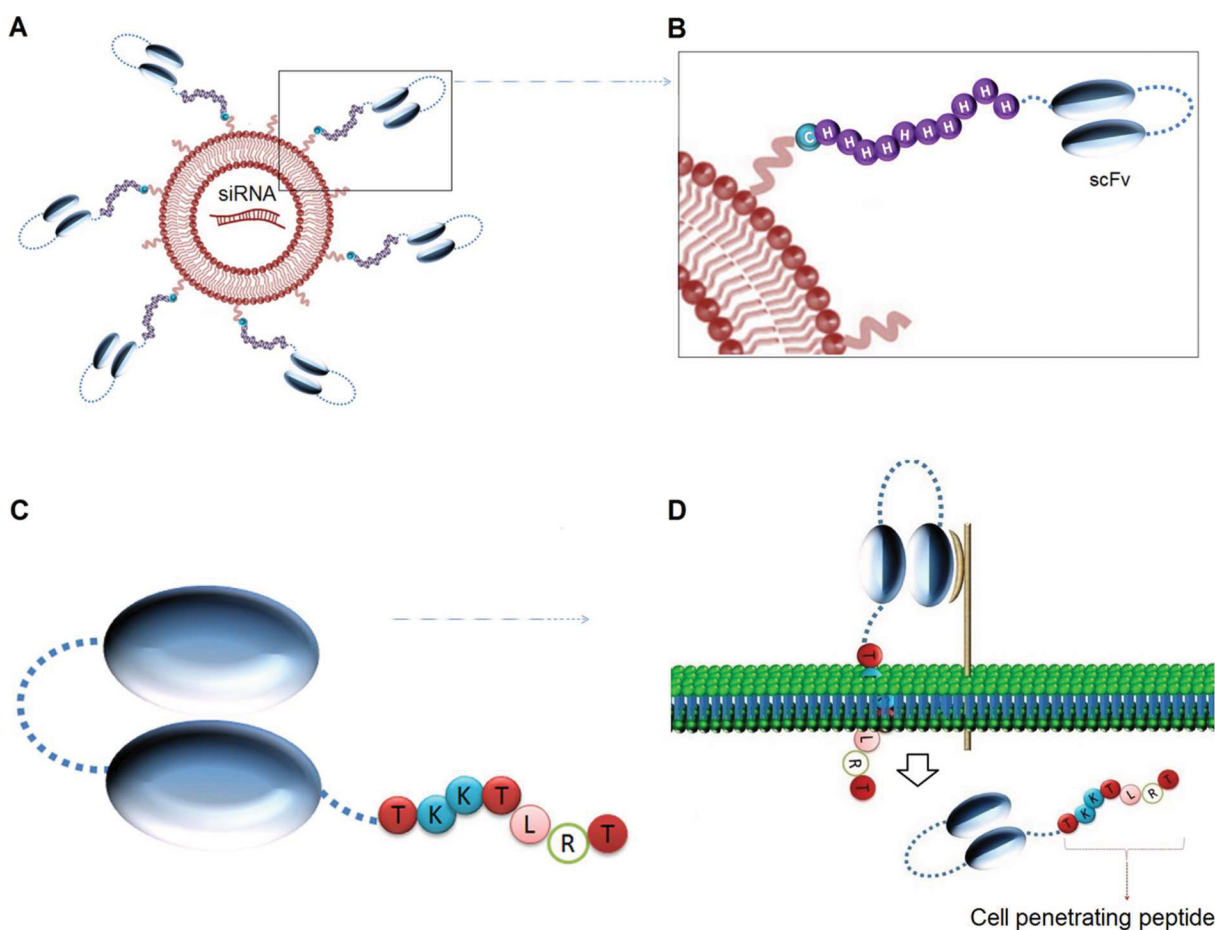 A
siRNA
B
C H H H H H H H H H H
scFv
C
T K K T L R T
D
T
L
R
T
T K K T L R T
Cell penetrating peptide